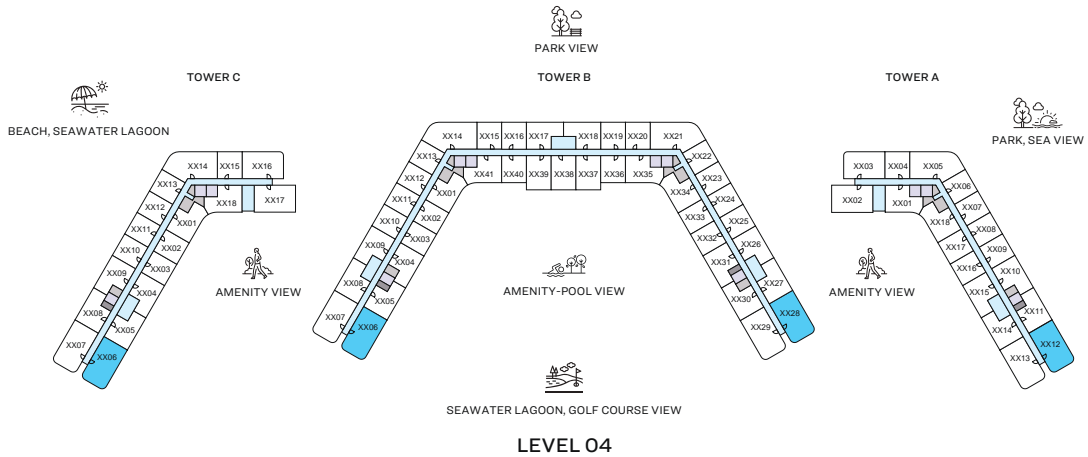 PARK VIEW
TOWER C
TOWER B
TOWER A
BEACH, SEAWATER LAGOON
PARK, SEA VIEW
XX14 XX15 XX16
XX13
XX12
XX11
XX10
XX09
XX08
XX07
XX06
XX05
XX04
XX03
XX02
XX01
XX18
XX17
XX14 XX15 XX16 XX17 XX18 XX19 XX20 XX21
XX13
XX12
XX11
XX10
XX09
XX08
XX07
XX06
XX05
XX04
XX03
XX02
XX01
XX41 XX40 XX39 XX38 XX37 XX36 XX35
XX22
XX23
XX24
XX25
XX26
XX27
XX28
XX29
XX30
XX31
XX32
XX33
XX34
XX03 XX04 XX05
XX02 XX01
XX06
XX07
XX08
XX09
XX10
XX11
XX12
XX13
XX14
XX15
XX16
XX17
XX18
AMENITY VIEW
AMENITY-POOL VIEW
AMENITY VIEW
SEAWATER LAGOON, GOLF COURSE VIEW
LEVEL 04